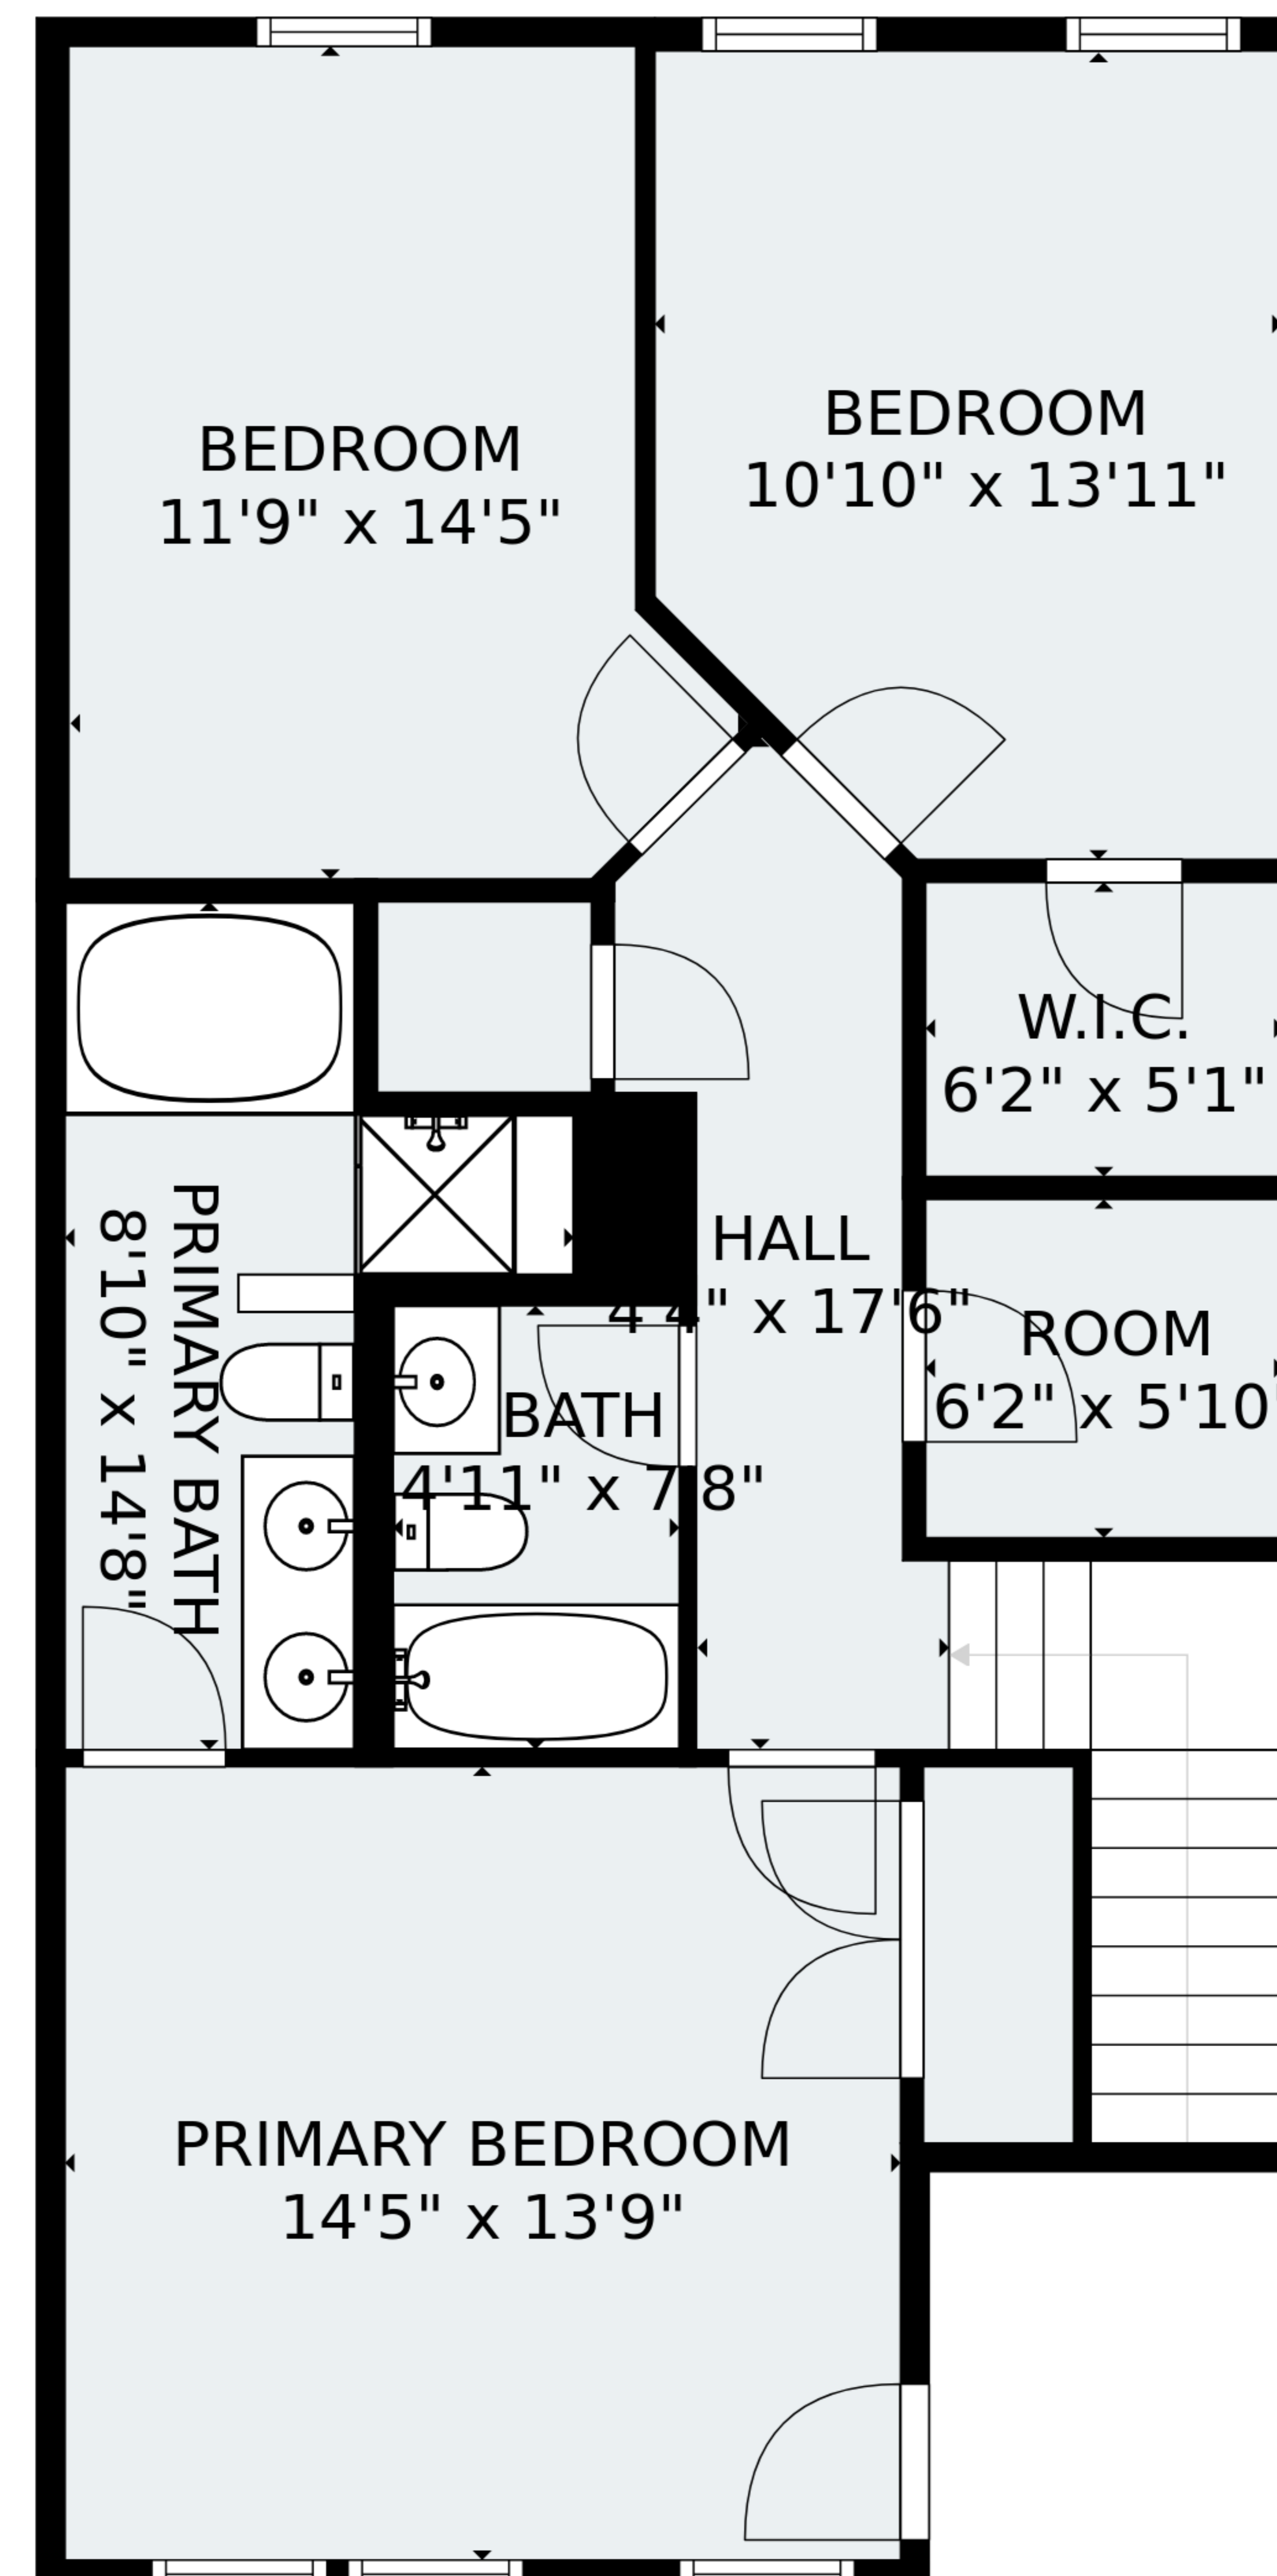 BEDROOM
11'9" x 14'5"
BEDROOM
10'10" x 13'11"
W.I.C.
6'2" x 5'1"
PRIMARY BATH
8'10" x 14'8"
HALL
4'4" x 17'6"
ROOM
6'2" x 5'10
BATH
4'11" x 7'8"
PRIMARY BEDROOM
14'5" x 13'9"